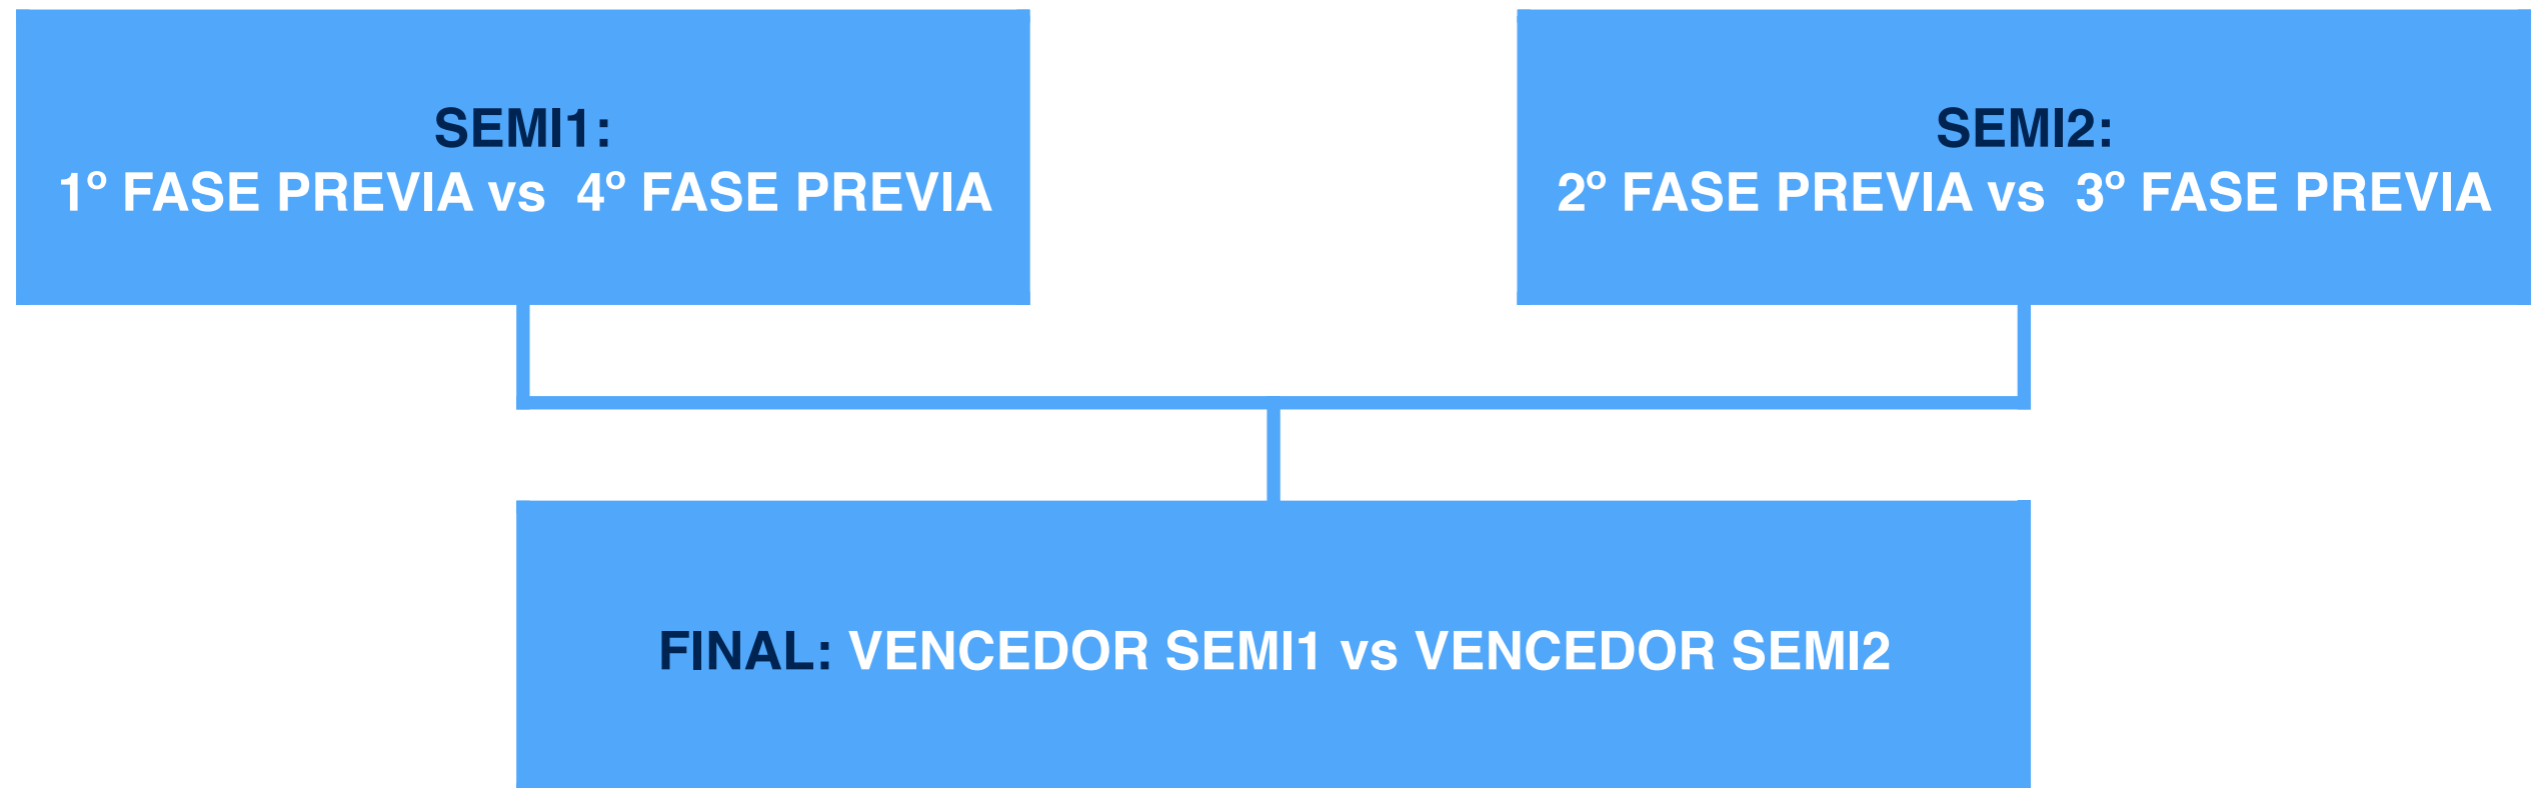 SEMI1:
1º FASE PREVIA vs 4º FASE PREVIA
SEMI2:
2º FASE PREVIA vs 3º FASE PREVIA
FINAL: VENCEDOR SEMI1 vs VENCEDOR SEMI2